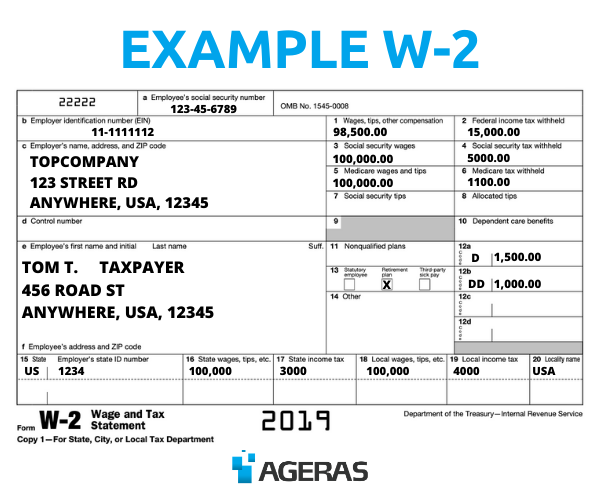 EXAMPLE W-2
22222
a Employee's social security number
123-45-6789
OMB No. 1545-0008
b Employer identification number (EIN)
11-1111112
1 Wages, tips, other compensation
98,500.00
2 Federal income tax withheld
15,000.00
c Employer's name, address, and ZIP code
TOPCOMPANY
123 STREET RD
ANYWHERE, USA, 12345
3 Social security wages
100,000.00
4 Social security tax withheld
5000.00
5 Medicare wages and tips
100,000.00
6 Medicare tax withheld
1100.00
7 Social security tips
8 Allocated tips
d Control number
9
10 Dependent care benefits
e Employee's first name and initial Last name Suff.
TOM T. TAXPAYER
456 ROAD ST
ANYWHERE, USA, 12345
f Employee's address and ZIP code
11 Nonqualified plans
12a
Code
D 1,500.00
13 Statutory employee Retirement plan Third-party sick pay
X
12b
Code
DD 1,000.00
14 Other
12c
Code
12d
Code
15 State Employer's state ID number
US 1234
16 State wages, tips, etc.
100,000
17 State income tax
3000
18 Local wages, tips, etc.
100,000
19 Local income tax
4000
20 Locality name
USA
Form W-2 Wage and Tax Statement
2019
Department of the Treasury—Internal Revenue Service
Copy 1—For State, City, or Local Tax Department
AGERAS